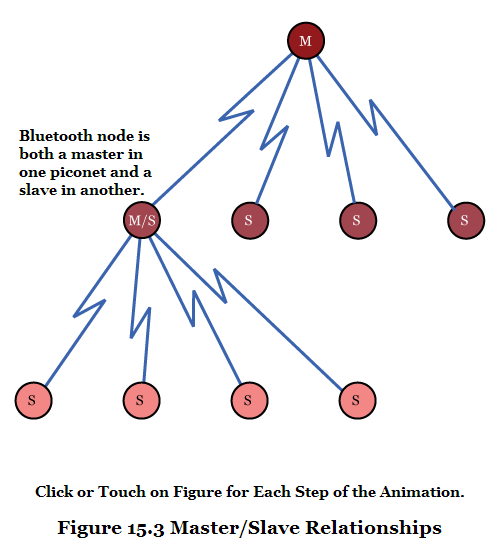 M
Bluetooth node is
both a master in
one piconet and a
slave in another.
M/S
S
S
S
S
S
S
S
Click or Touch on Figure for Each Step of the Animation.
Figure 15.3 Master/Slave Relationships